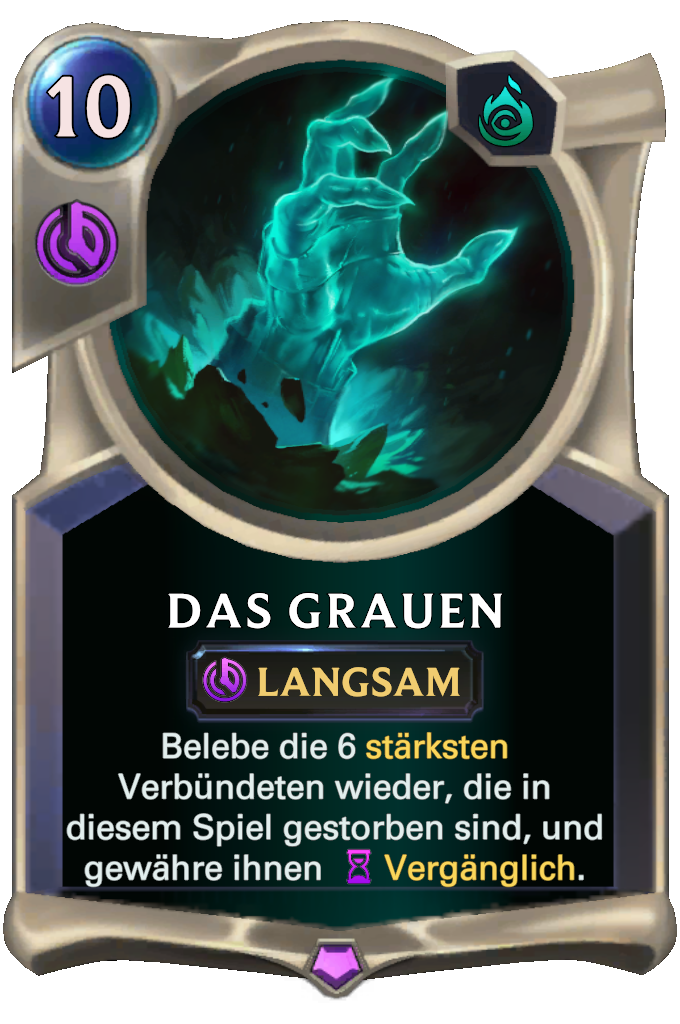 10
DAS GRAUEN
LANGSAM
Belebe die 6 stärksten
Verbündeten wieder, die in
diesem Spiel gestorben sind, und
gewähre ihnen Vergänglich.